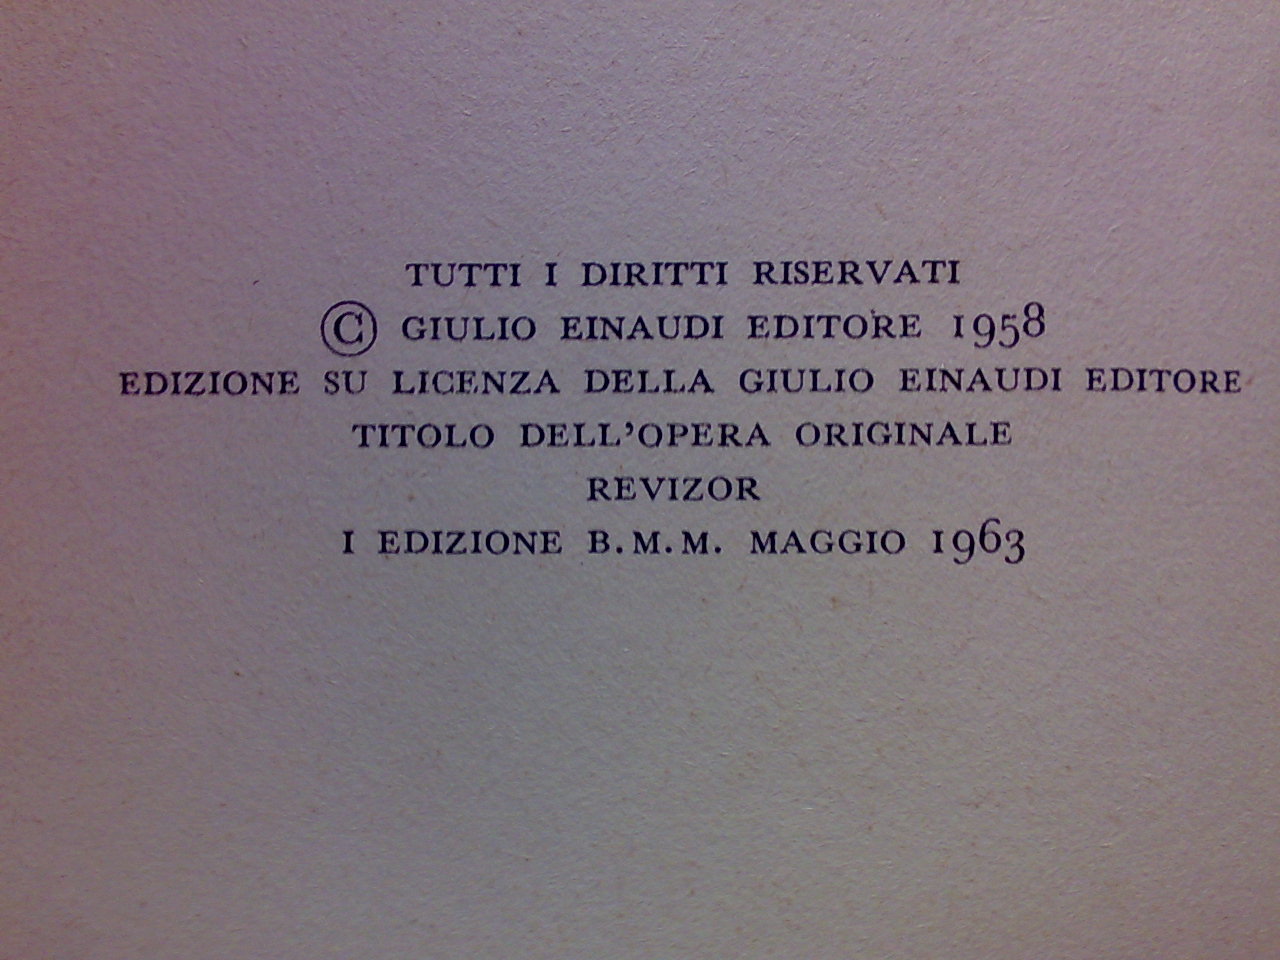 TUTTI I DIRITTI RISERVATI
© GIULIO EINAUDI EDITORE 1958
EDIZIONE SU LICENZA DELLA GIULIO EINAUDI EDITORE
TITOLO DELL'OPERA ORIGINALE
REVIZOR
I EDIZIONE B.M.M. MAGGIO 1963